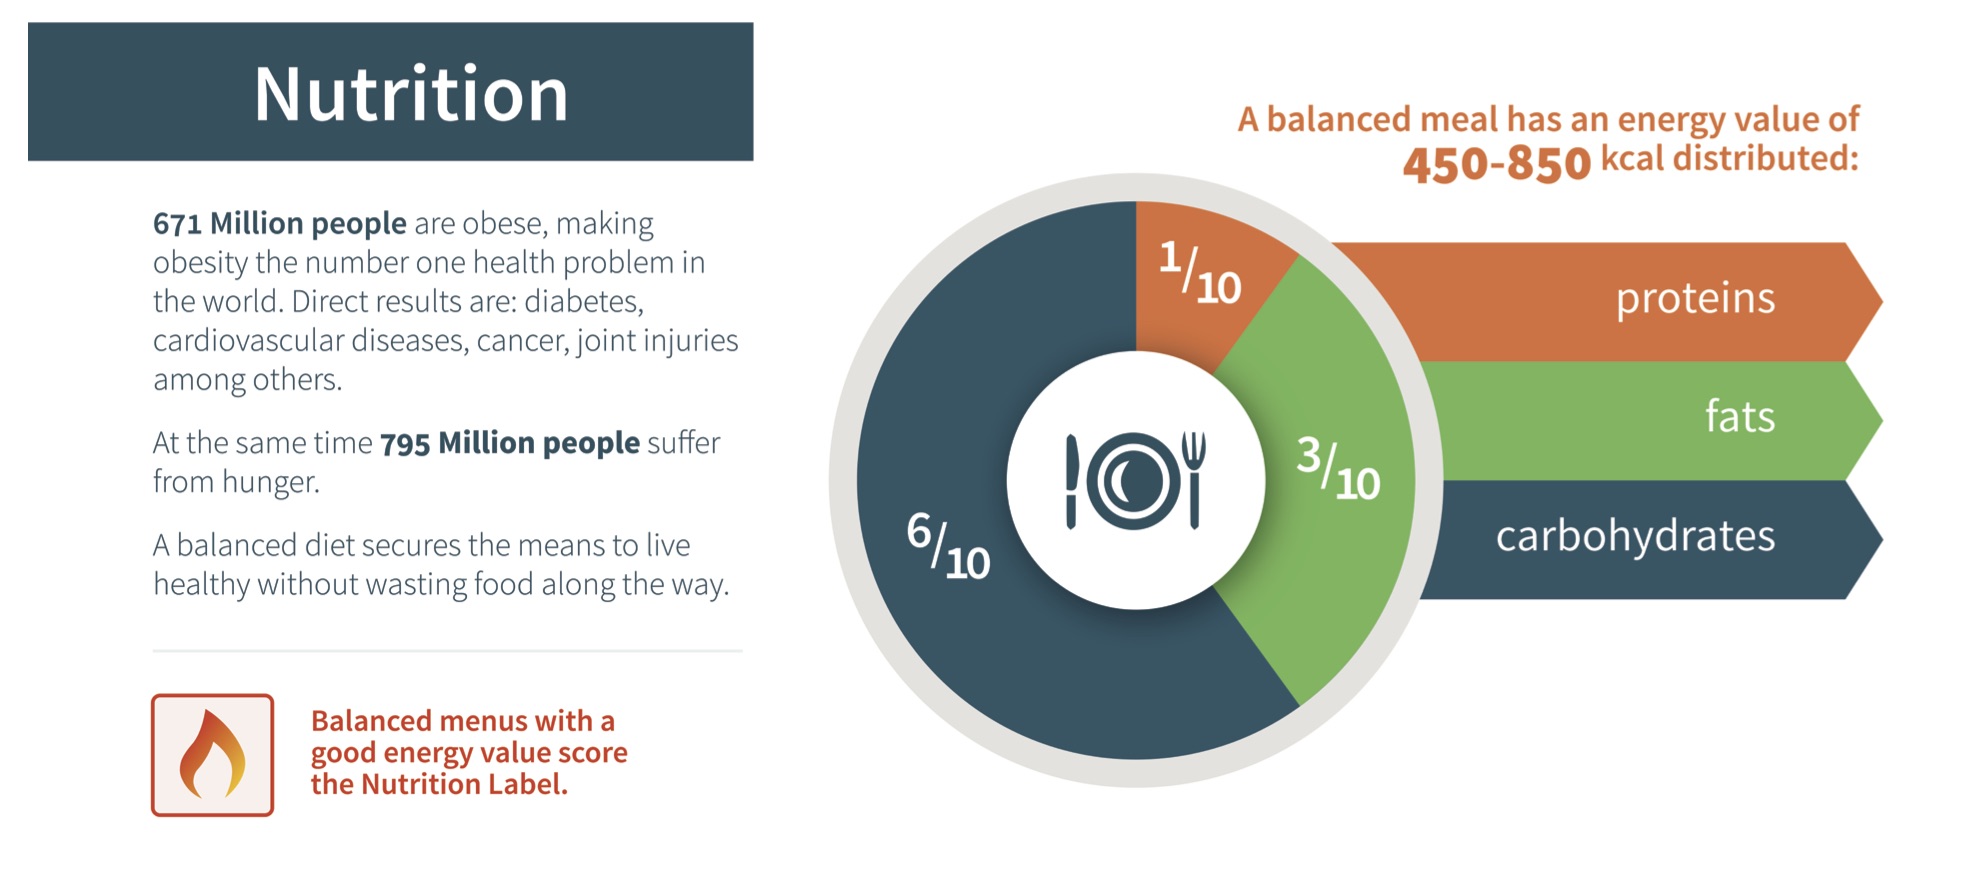 Nutrition
671 Million people are obese, making
obesity the number one health problem in
the world. Direct results are: diabetes,
cardiovascular diseases, cancer, joint injuries
among others.
At the same time 795 Million people suffer
from hunger.
A balanced diet secures the means to live
healthy without wasting food along the way.
Balanced menus with a
good energy value score
the Nutrition Label.
A balanced meal has an energy value of
450-850 kcal distributed:
1/10
3/10
6/10
proteins
fats
carbohydrates